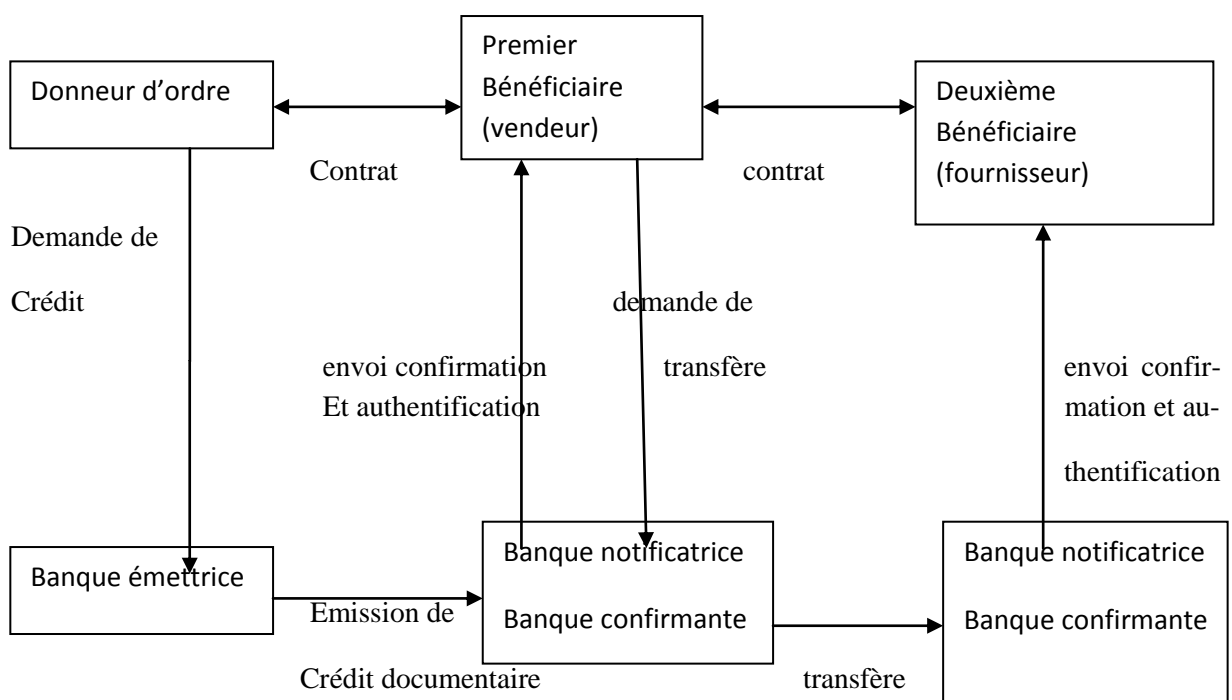 Premier
Bénéficiaire
(vendeur)
Donneur d’ordre
Deuxième
Bénéficiaire
(fournisseur)
Contrat
contrat
Demande de
Crédit
demande de
transfère
envoi confirmation
Et authentification
envoi confir-
mation et au-
thentification
Banque émettrice
Emission de
Crédit documentaire
Banque notificatrice
Banque confirmante
transfère
Banque notificatrice
Banque confirmante